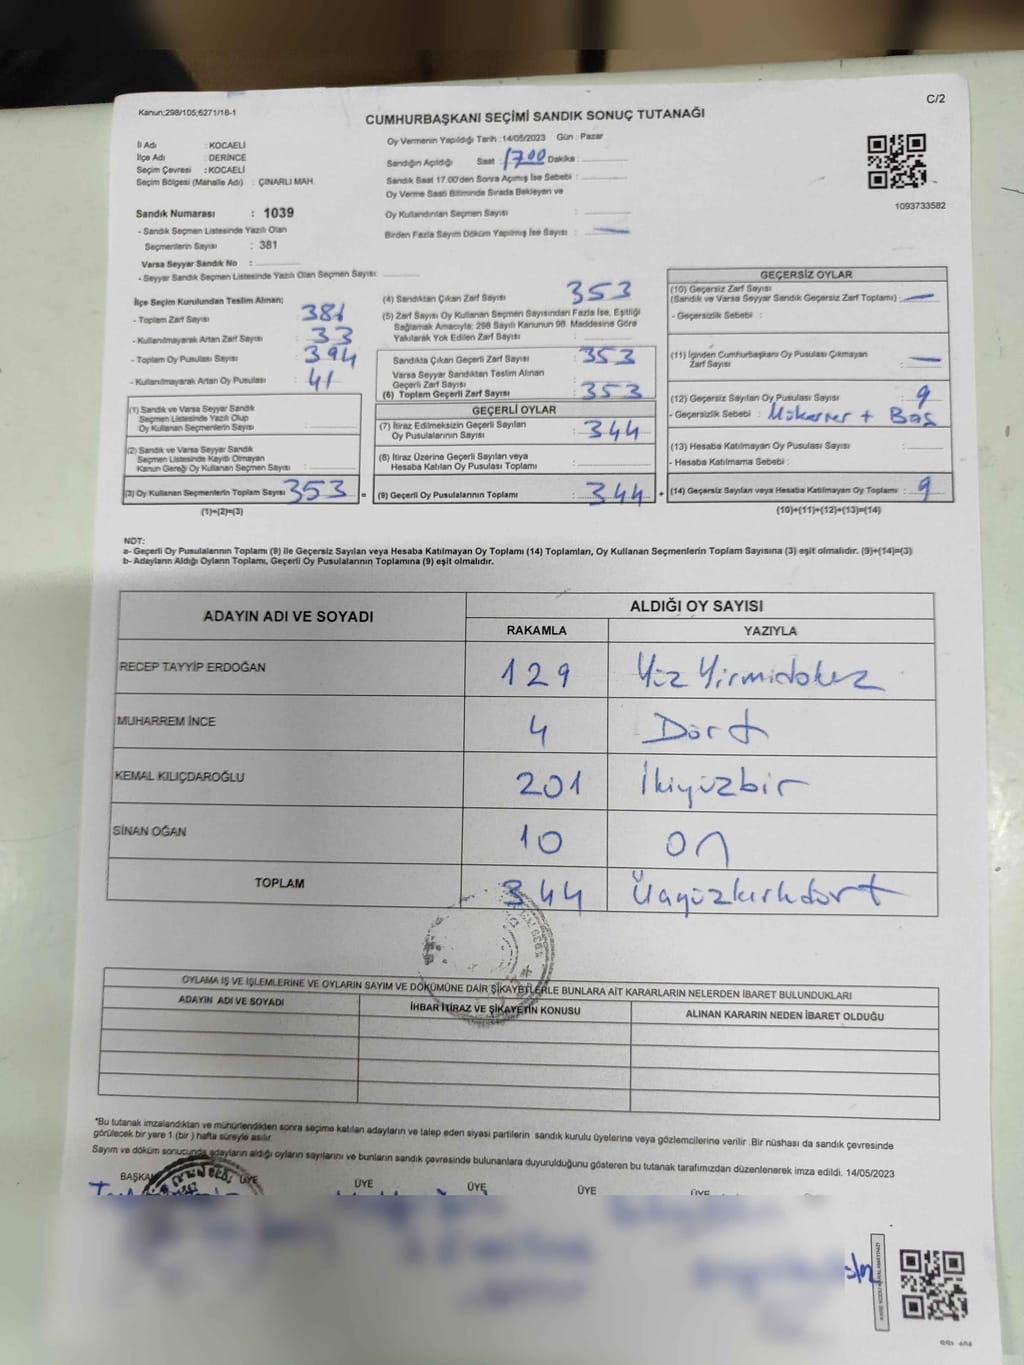 Kanun;298/105;6271/18-1
C/2
CUMHURBAŞKANI SEÇİMİ SANDIK SONUÇ TUTANAĞI
İl Adı : KOCAELİ
İlçe Adı : DERİNCE
Seçim Çevresi : KOCAELİ
Seçim Bölgesi (Mahalle Adı) : ÇINARLI MAH.
Sandık Numarası : 1039
- Sandık Seçmen Listesinde Yazılı Olan
Seçmenlerin Sayısı : 381
Varsa Seyyar Sandık No :
- Seyyar Sandık Seçmen Listesinde Yazılı Olan Seçmen Sayısı:
Oy Vermenin Yapıldığı Tarih :14/05/2023 Gün : Pazar
Sandığın Açıldığı Saat : 1700 Dakika :
Sandık Saat 17.00'den Sonra Açımış İse Sebebi :
Oy Verme Saati Bitiminde Sırada Bekleyen ve
Oy Kullandırılan Seçmen Sayısı :
Birden Fazla Sayım Döküm Yapılmış İse Sayısı :
1093733582
İlçe Seçim Kurulundan Teslim Alınan;
- Toplam Zarf Sayısı : 386
- Kullanılmayarak Artan Zarf Sayısı : 33
- Toplam Oy Pusulası Sayısı : 394
- Kullanılmayarak Artan Oy Pusulası : 41
(1) Sandık ve Varsa Seyyar Sandık
Seçmen Listesinde Yazılı Olup
Oy Kullanan Seçmenlerin Sayısı :
(2) Sandık ve Varsa Seyyar Sandık
Seçmen Listesinde Kayıtlı Olmayan
Kanun Gereği Oy Kullanan Seçmen Sayısı :
(3) Oy Kullanan Seçmenlerin Toplam Sayısı 353 =
(1)+(2)=(3)
(4) Sandıktan Çıkan Zarf Sayısı : 353
(5) Zarf Sayısı Oy Kullanan Seçmen Sayısından Fazla İse, Eşitliği
Sağlamak Amacıyla; 298 Sayılı Kanunun 98. Maddesine Göre
Yakılarak Yok Edilen Zarf Sayısı :
Sandıkta Çıkan Geçerli Zarf Sayısı : 353
Varsa Seyyar Sandıktan Teslim Alınan
Geçerli Zarf Sayısı :
(6) Toplam Geçerli Zarf Sayısı : 353
GEÇERLİ OYLAR
(7) İtiraz Edilmeksizin Geçerli Sayılan
Oy Pusulalarının Sayısı : 344
(8) İtiraz Üzerine Geçerli Sayılan veya
Hesaba Katılan Oy Pusulası Toplamı :
(9) Geçerli Oy Pusulalarının Toplamı : 344 +
GEÇERSİZ OYLAR
(10) Geçersiz Zarf Sayısı
(Sandık ve Varsa Seyyar Sandık Geçersiz Zarf Toplamı) :
- Geçersizlik Sebebi :
(11) İçinden Cumhurbaşkanı Oy Pusulası Çıkmayan
Zarf Sayısı :
(12) Geçersiz Sayılan Oy Pusulası Sayısı : 9
- Geçersizlik Sebebi : Mükerrer + Boş
(13) Hesaba Katılmayan Oy Pusulası Sayısı :
- Hesaba Katılmama Sebebi :
(14) Geçersiz Sayılan veya Hesaba Katılmayan Oy Toplamı : 9
(10)+(11)+(12)+(13)=(14)
NOT:
a- Geçerli Oy Pusulalarının Toplamı (9) ile Geçersiz Sayılan veya Hesaba Katılmayan Oy Toplamı (14) Toplamları, Oy Kullanan Seçmenlerin Toplam Sayısına (3) eşit olmalıdır. (9)+(14)=(3)
b- Adayların Aldığı Oyların Toplamı, Geçerli Oy Pusulalarının Toplamına (9) eşit olmalıdır.
ADAYIN ADI VE SOYADI
ALDIĞI OY SAYISI
RAKAMLA YAZIYLA
RECEP TAYYİP ERDOĞAN 129 Yüz Yirmidokuz
MUHARREM İNCE 4 Dört
KEMAL KILIÇDAROĞLU 201 İkiyüzbir
SİNAN OĞAN 10 on
TOPLAM 344 Üçyüzkırkdört
OYLAMA İŞ VE İŞLEMLERİNE VE OYLARIN SAYIM VE DÖKÜMÜNE DAİR ŞİKAYETLERLE BUNLARA AİT KARARLARIN NELERDEN İBARET BULUNDUKLARI
ADAYIN ADI VE SOYADI İHBAR İTİRAZ VE ŞİKAYETİN KONUSU ALINAN KARARIN NEDEN İBARET OLDUĞU
*Bu tutanak imzalandıktan ve mühürlendikten sonra seçime katılan adayların ve talep eden siyasi partilerin sandık kurulu üyelerine veya gözlemcilerine verilir .Bir nüshası da sandık çevresinde
görülecek bir yere 1 (bir ) hafta süreyle asılır.
Sayım ve döküm sonucunda adayların aldığı oyların sayılarını ve bunların sandık çevresinde bulunanlara duyurulduğunu gösteren bu tutanak tarafımızdan düzenlenerek imza edildi. 14/05/2023
BAŞKAN ÜYE ÜYE ÜYE ÜYE ÜYE